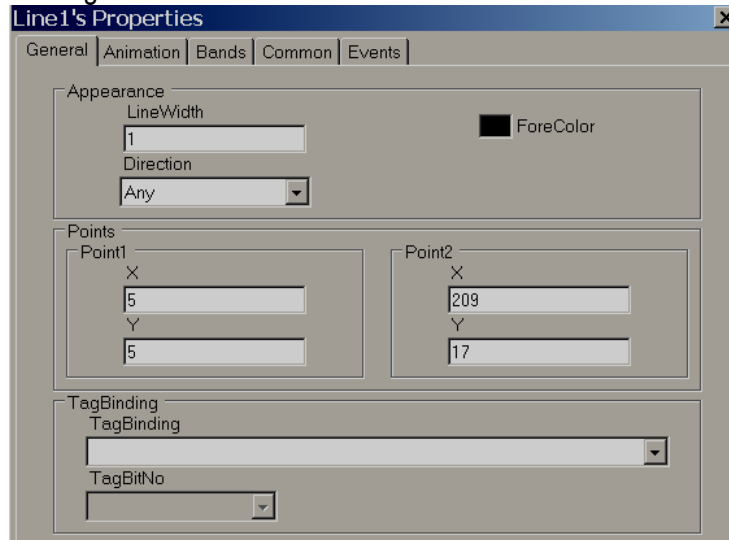 Line1's Properties
General Animation Bands Common Events
Appearance
LineWidth
1
ForeColor
Direction
Any
Points
Point1
X
5
Y
5
Point2
X
209
Y
17
TagBinding
TagBinding
TagBitNo